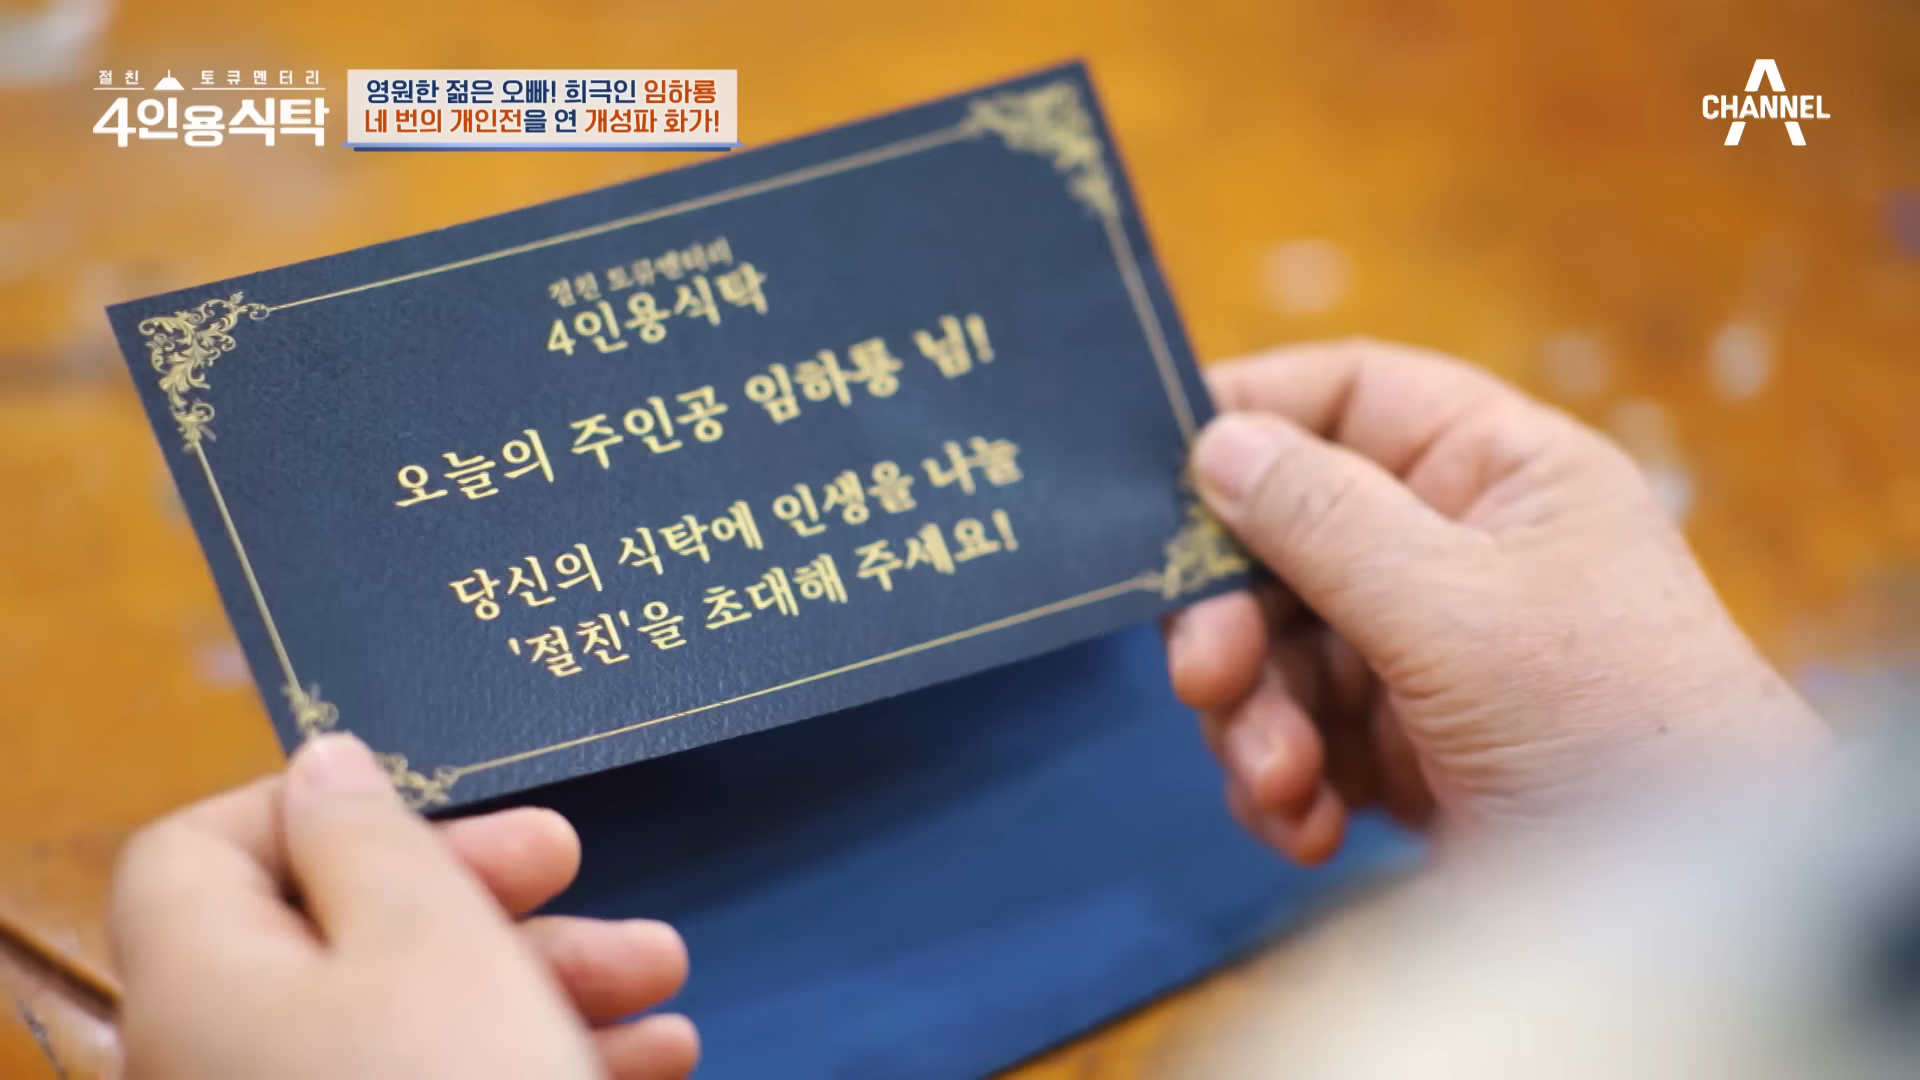 절친 토큐멘터리
4인용식탁
영원한 젊은 오빠! 희극인 임하룡
네 번의 개인전을 연 개성파 화가!
CHANNEL A
절친 토큐멘터리
4인용식탁
오늘의 주인공 임하룡 님!
당신의 식탁에 인생을 나눌
'절친'을 초대해 주세요!